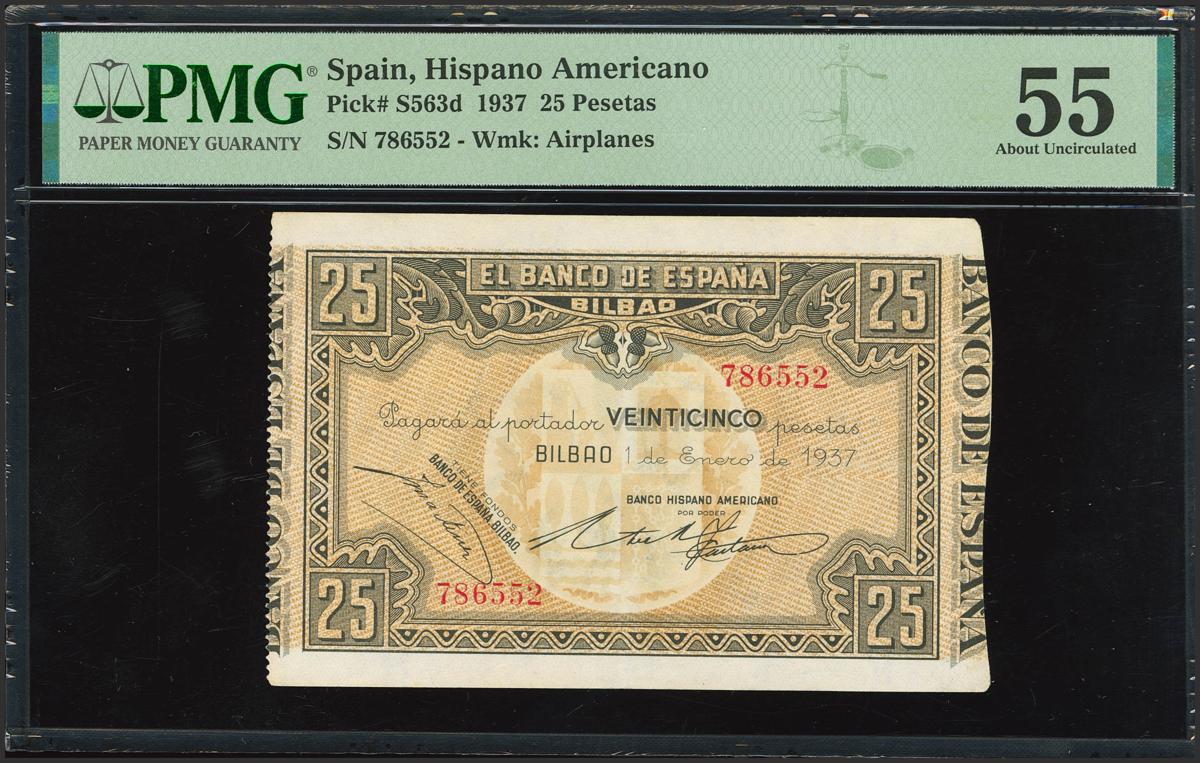 PMG®
PAPER MONEY GUARANTY
Spain, Hispano Americano
Pick# S563d 1937 25 Pesetas
S/N 786552 - Wmk: Airplanes
55
About Uncirculated
25
EL BANCO DE ESPAÑA
BILBAO
25
786552
Pagará al portador VEINTICINCO pesetas
BILBAO 1 de Enero de 1937
BANCO DE ESPAÑA. BILBAO.
BANCO HISPANO AMERICANO
POR PODER
786552
25
25
BANCO DE ESPAÑA